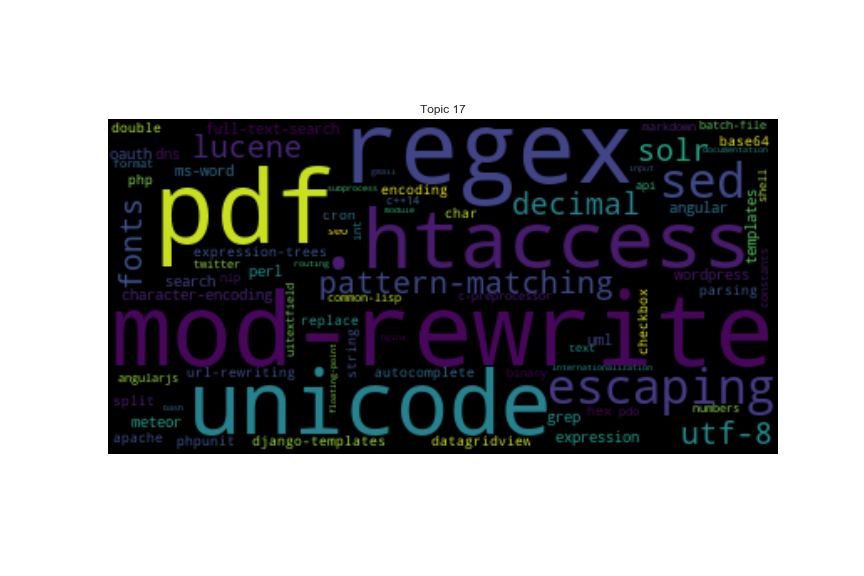 Topic 17
double
full-text-search
regex
markdown
batch-file
oauth
dns
lucene
solr
base64
documentation
format
ms-word
pdf
gmail
input
php
subprocess
encoding
c++14
module
decimal
api
sed
shell
fonts
cron
int
char
angular
templates
seo
.htaccess
expression-trees
twitter
routing
perl
search
nlp
pattern-matching
wordpress
parsing
constants
character-encoding
uitextfield
common-lisp
c-preprocessor
checkbox
mod-rewrite
replace
string
nginx
uml
text
floating-point
angularjs
url-rewriting
autocomplete
binary
internationalization
escaping
split
bash
unicode
hex
pdo
numbers
meteor
grep
apache
phpunit
django-templates
datagridview
expression
utf-8